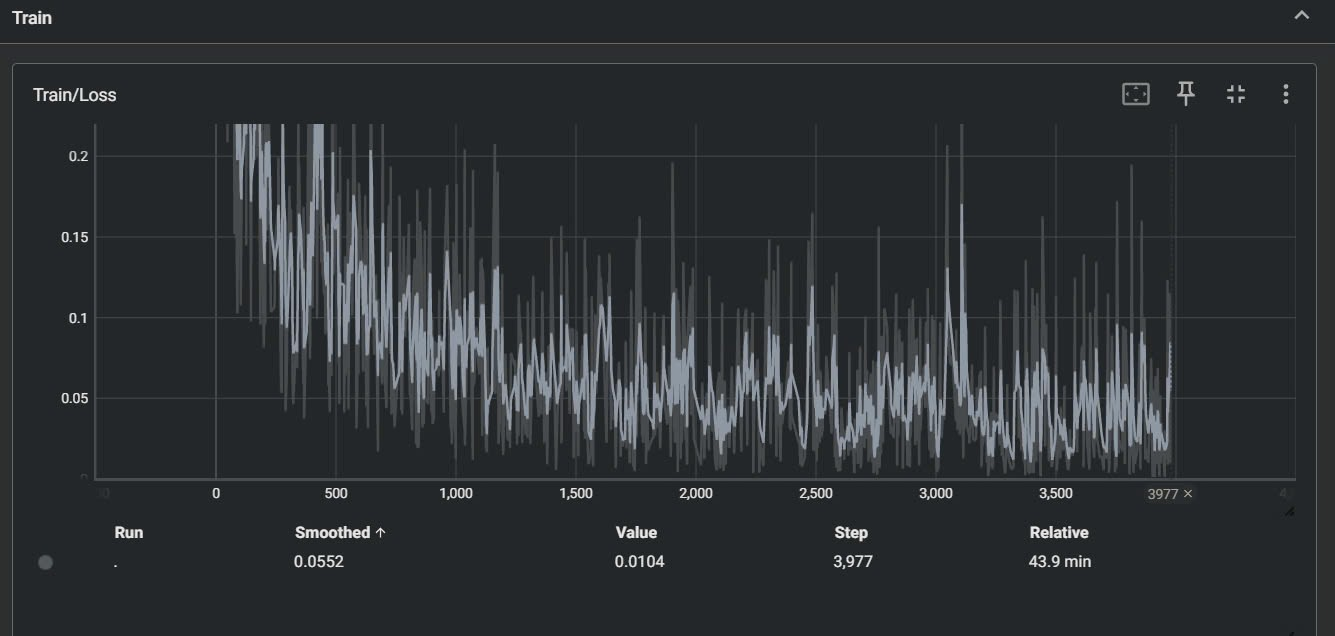 Train
Train/Loss
0.2
0.15
0.1
0.05
0
0 500 1,000 1,500 2,000 2,500 3,000 3,500 3977 ×
Run Smoothed ↑ Value Step Relative
. 0.0552 0.0104 3,977 43.9 min